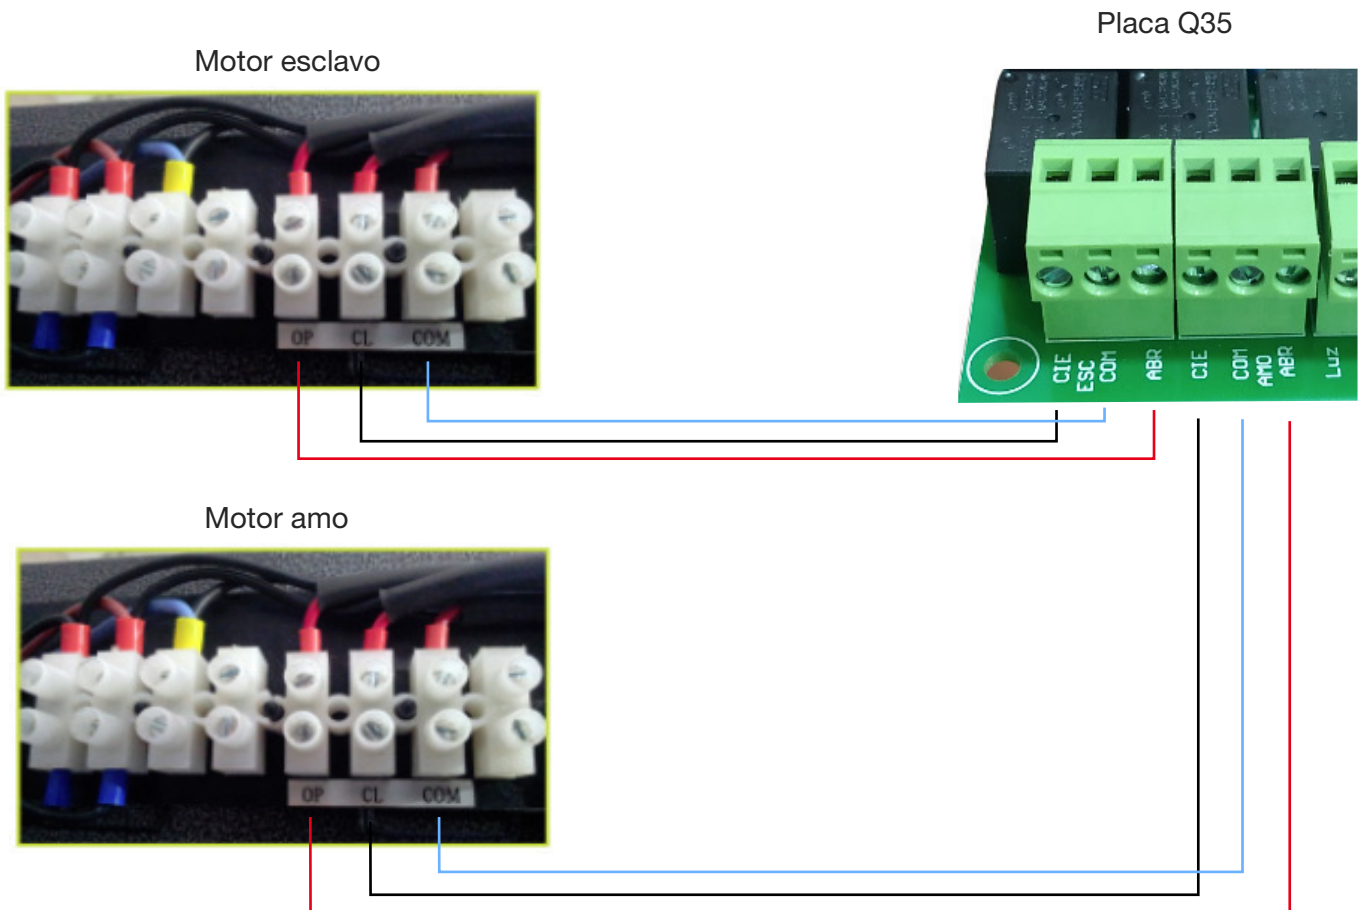 Placa Q35
Motor esclavo
OP CL COM
CIE
ESC
COM
ABR
CIE
COM
AMO
ABR
Luz
Motor amo
OP CL COM